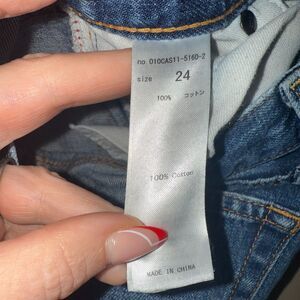 no 010CAS11-5160-2
size 24
100% コットン
100% Cotton
MADE IN CHINA